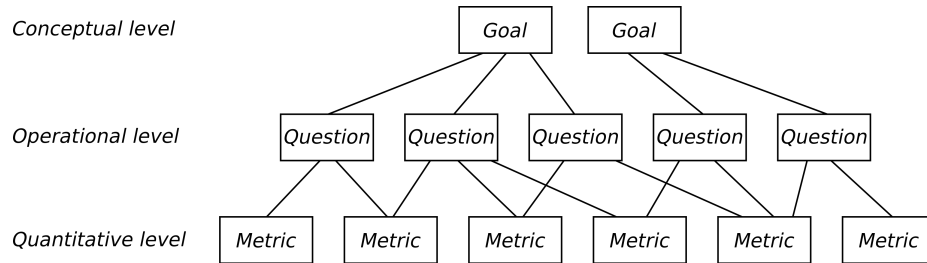 Conceptual level Goal Goal
Operational level Question Question Question Question Question
Quantitative level Metric Metric Metric Metric Metric Metric